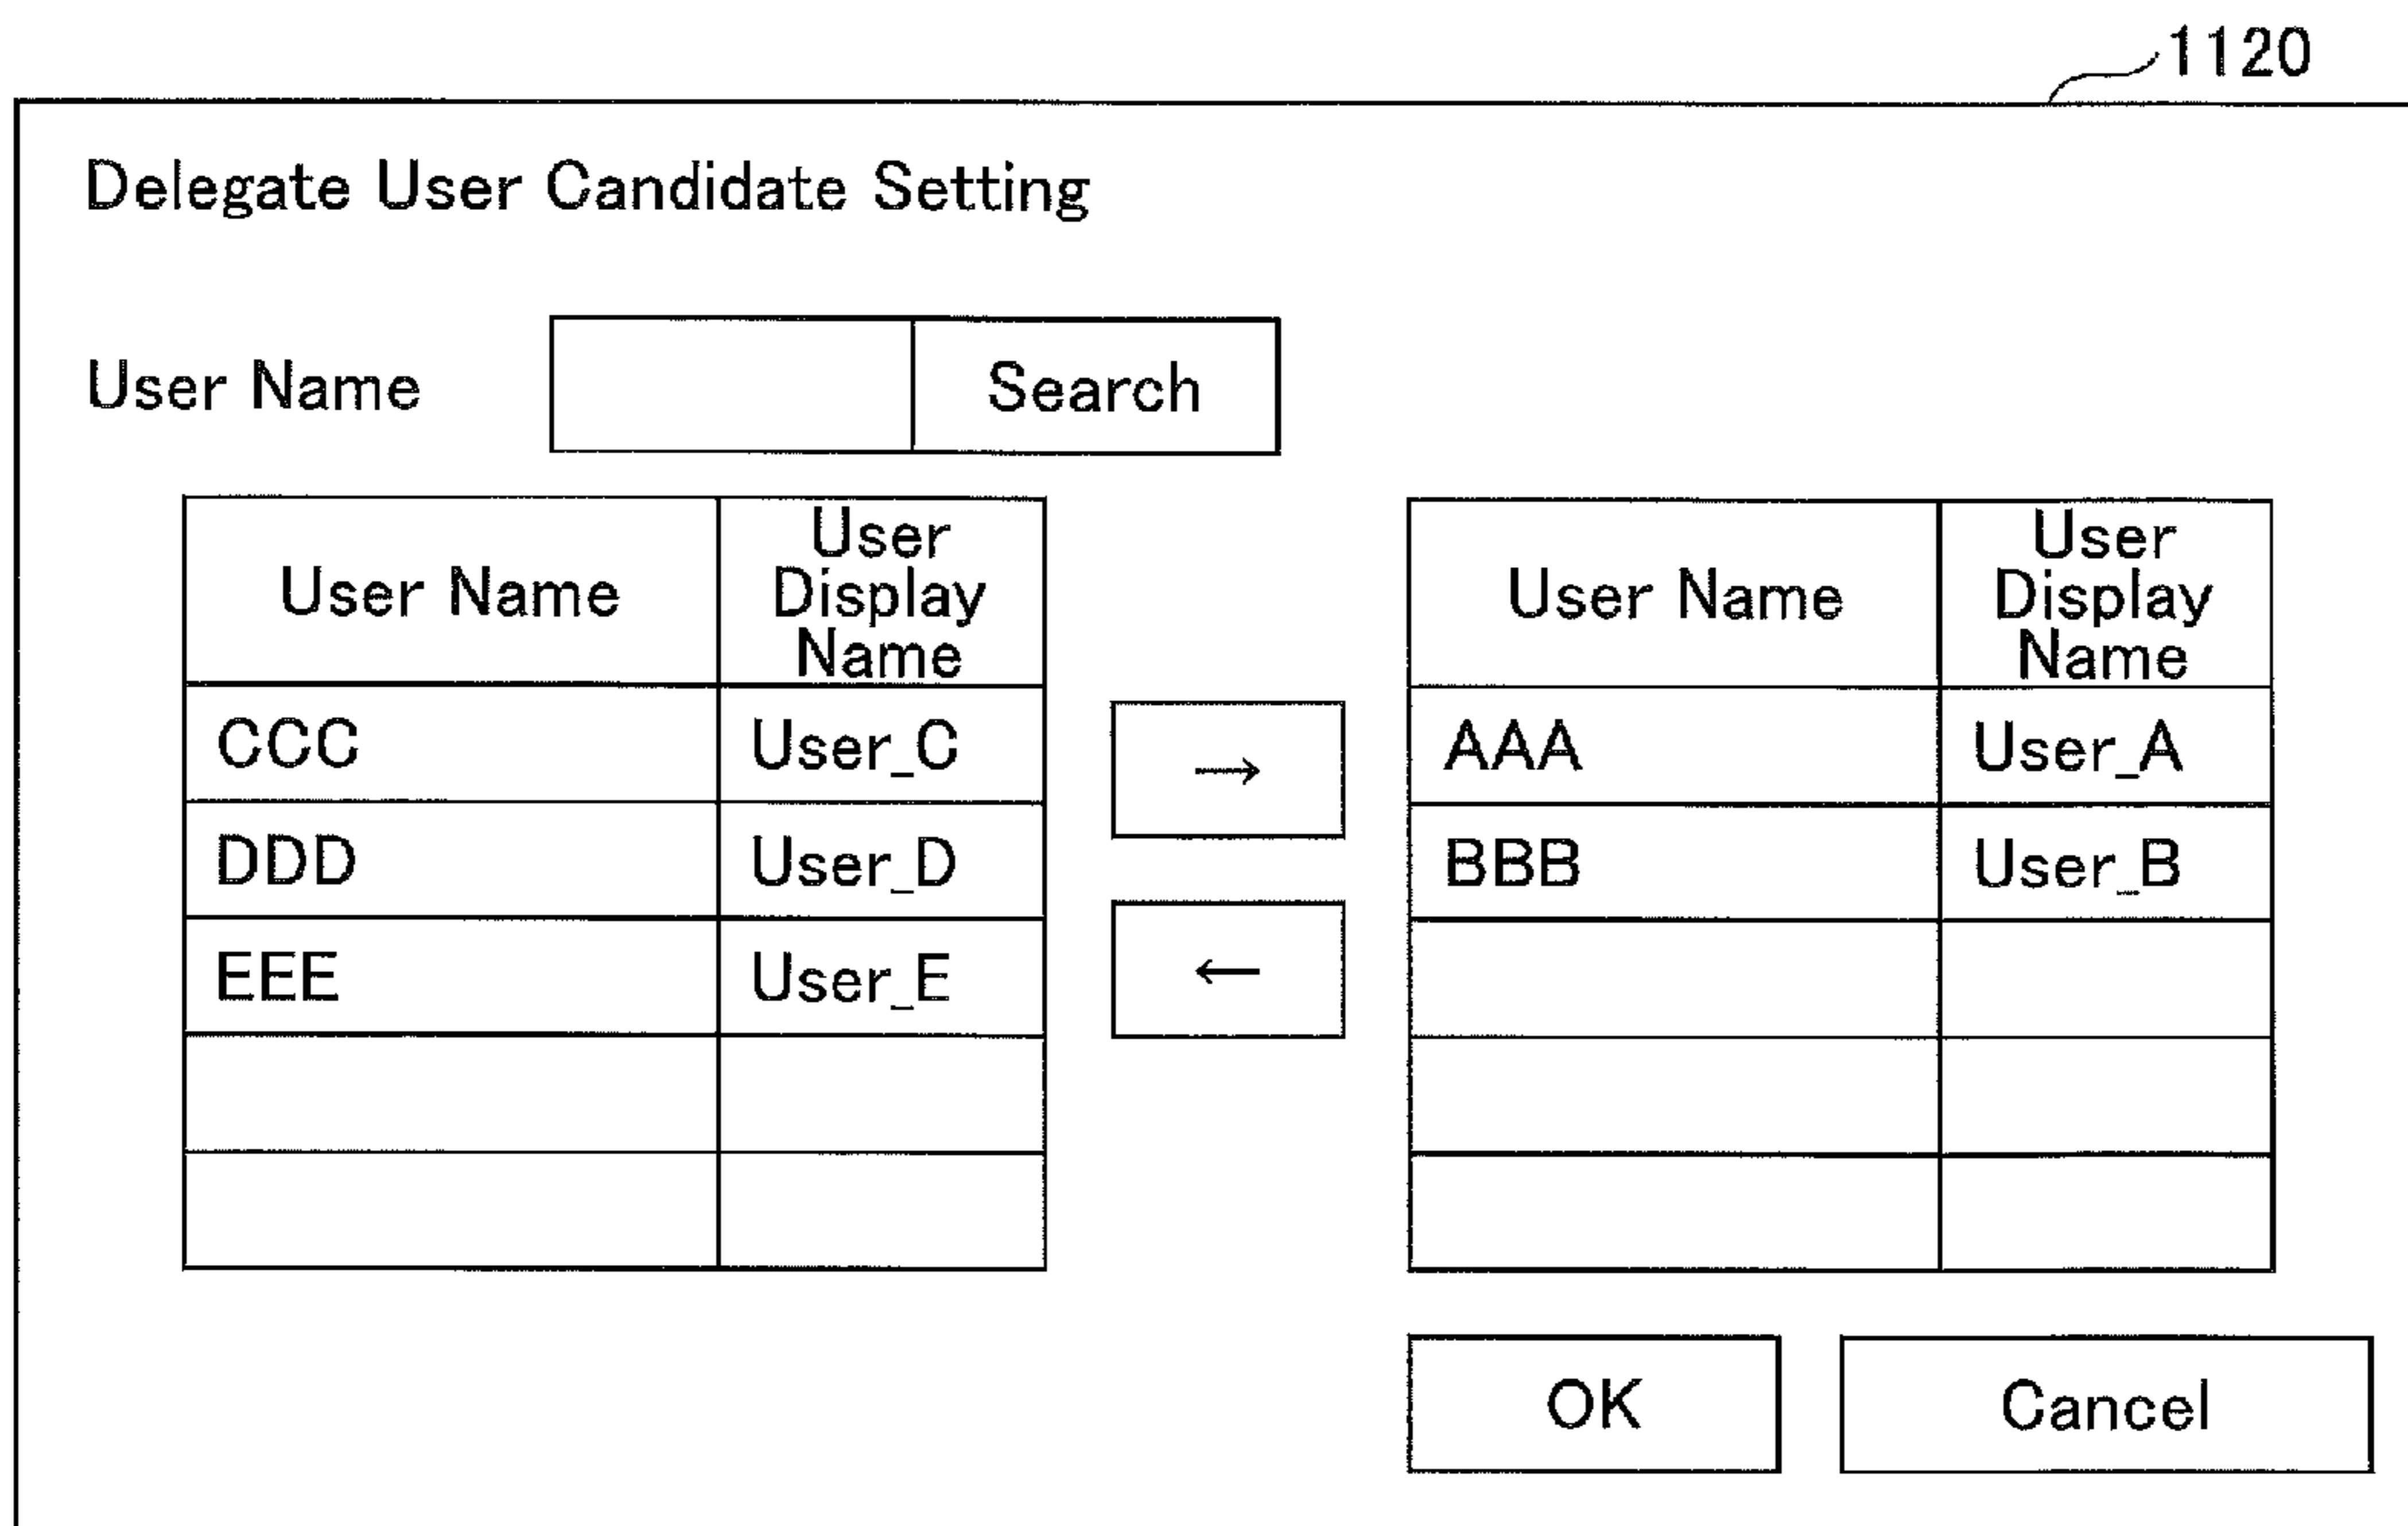 1120
Delegate User Candidate Setting
User Name Search
User Name User Display Name User Name User Display Name
CCC User_C → AAA User_A
DDD User_D BBB User_B
EEE User_E ←
OK Cancel